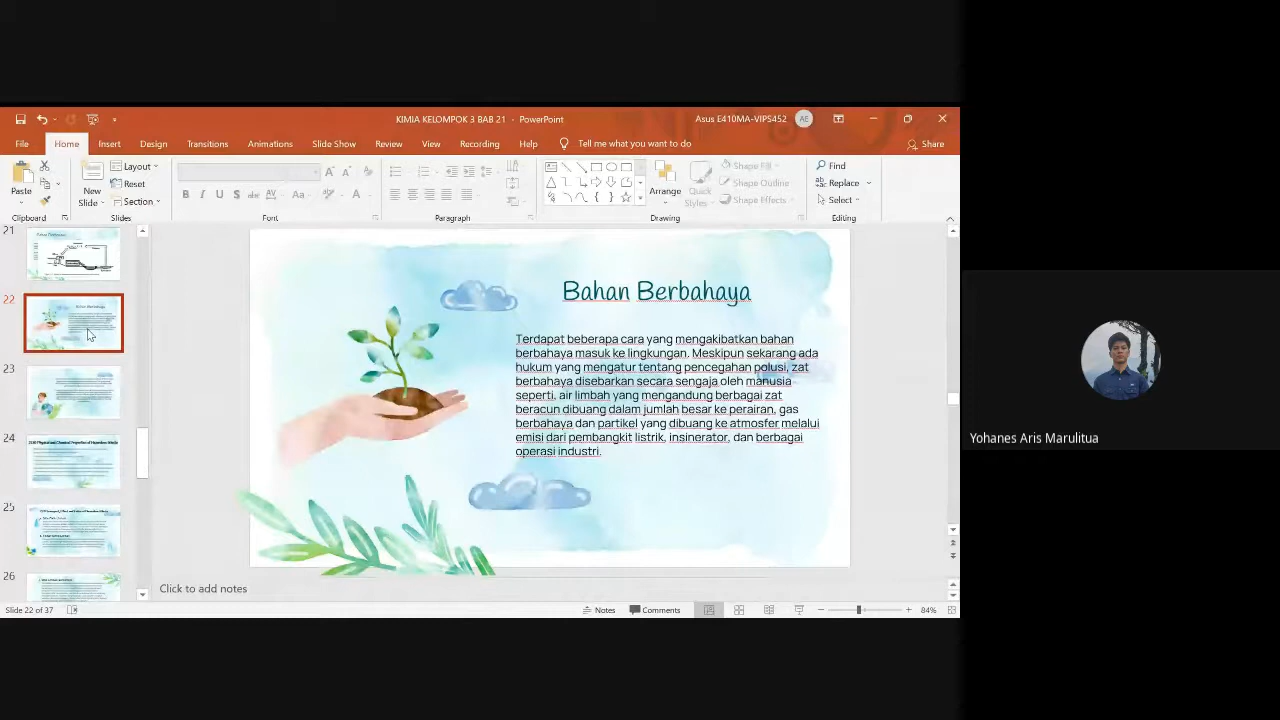 KIMIA KELOMPOK 3 BAB 21 - PowerPoint
Asus E410MA-VIPS452
AE
File Home Insert Design Transitions Animations Slide Show Review View Recording Help Tell me what you want to do Share
Paste
New
Slide
Layout
Reset
Section
B I U S abc AV Aa A
Arrange
Quick
Styles
Shape Fill
Shape Outline
Shape Effects
Find
Replace
Select
Clipboard Slides Font Paragraph Drawing Editing
21
22
23
24
25
26
Bahan Berbahaya
Terdapat beberapa cara yang mengakibatkan bahan
berbahaya masuk ke lingkungan. Meskipun sekarang ada
hukum yang mengatur tentang pencegahan polusi, zat
berbahaya dibiarkan secara sengaja oleh
seperti, air limbah yang mengandung berbagai zat
beracun dibuang dalam jumlah besar ke perairan, gas
berbahaya dan partikel yang dibuang ke atmosfer melalui
listrik, insinerator, dan
operasi industri.
Click to add notes
Slide 22 of 37
Notes
Comments
84%
Yohanes Aris Marulitua